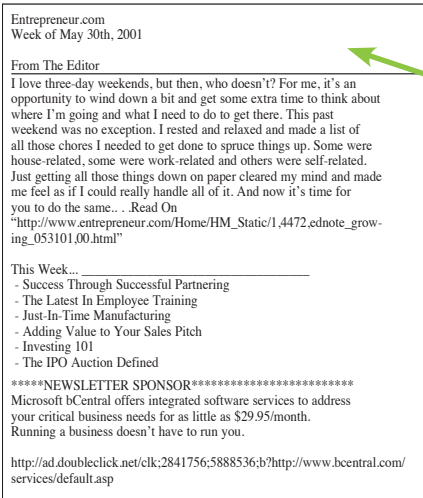 Entrepreneur.com
Week of May 30th, 2001
From The Editor
I love three-day weekends, but then, who doesn't? For me, it's an
opportunity to wind down a bit and get some extra time to think about
where I'm going and what I need to do to get there. This past
weekend was no exception. I rested and relaxed and made a list of
all those chores I needed to get done to spruce things up. Some were
house-related, some were work-related and others were self-related.
Just getting all those things down on paper cleared my mind and made
me feel as if I could really handle all of it. And now it's time for
you to do the same.. . .Read On
“http://www.entrepreneur.com/Home/HM_Static/1,4472,ednote_grow-
ing_053101,00.html”
This Week... ___________________________________
- Success Through Successful Partnering
- The Latest In Employee Training
- Just-In-Time Manufacturing
- Adding Value to Your Sales Pitch
- Investing 101
- The IPO Auction Defined
*****NEWSLETTER SPONSOR*************************
Microsoft bCentral offers integrated software services to address
your critical business needs for as little as $29.95/month.
Running a business doesn't have to run you.
http://ad.doubleclick.net/clk;2841756;5888536;b?http://www.bcentral.com/
services/default.asp